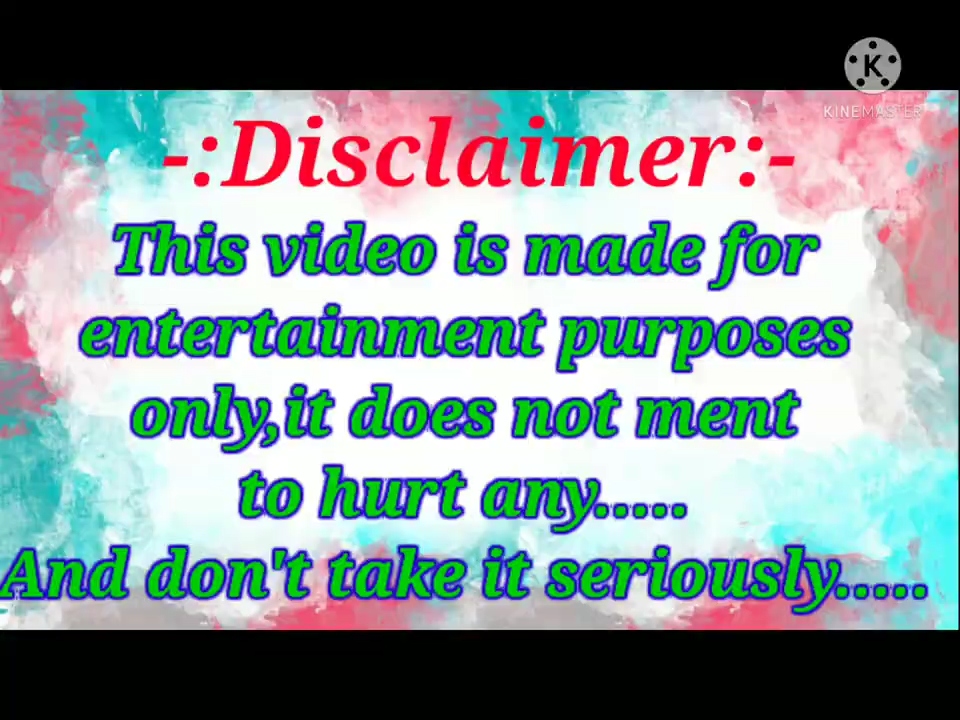 K
KINEMASTER
-:Disclaimer:-
This video is made for
entertainment purposes
only,it does not ment
to hurt any.....
And don't take it seriously.....